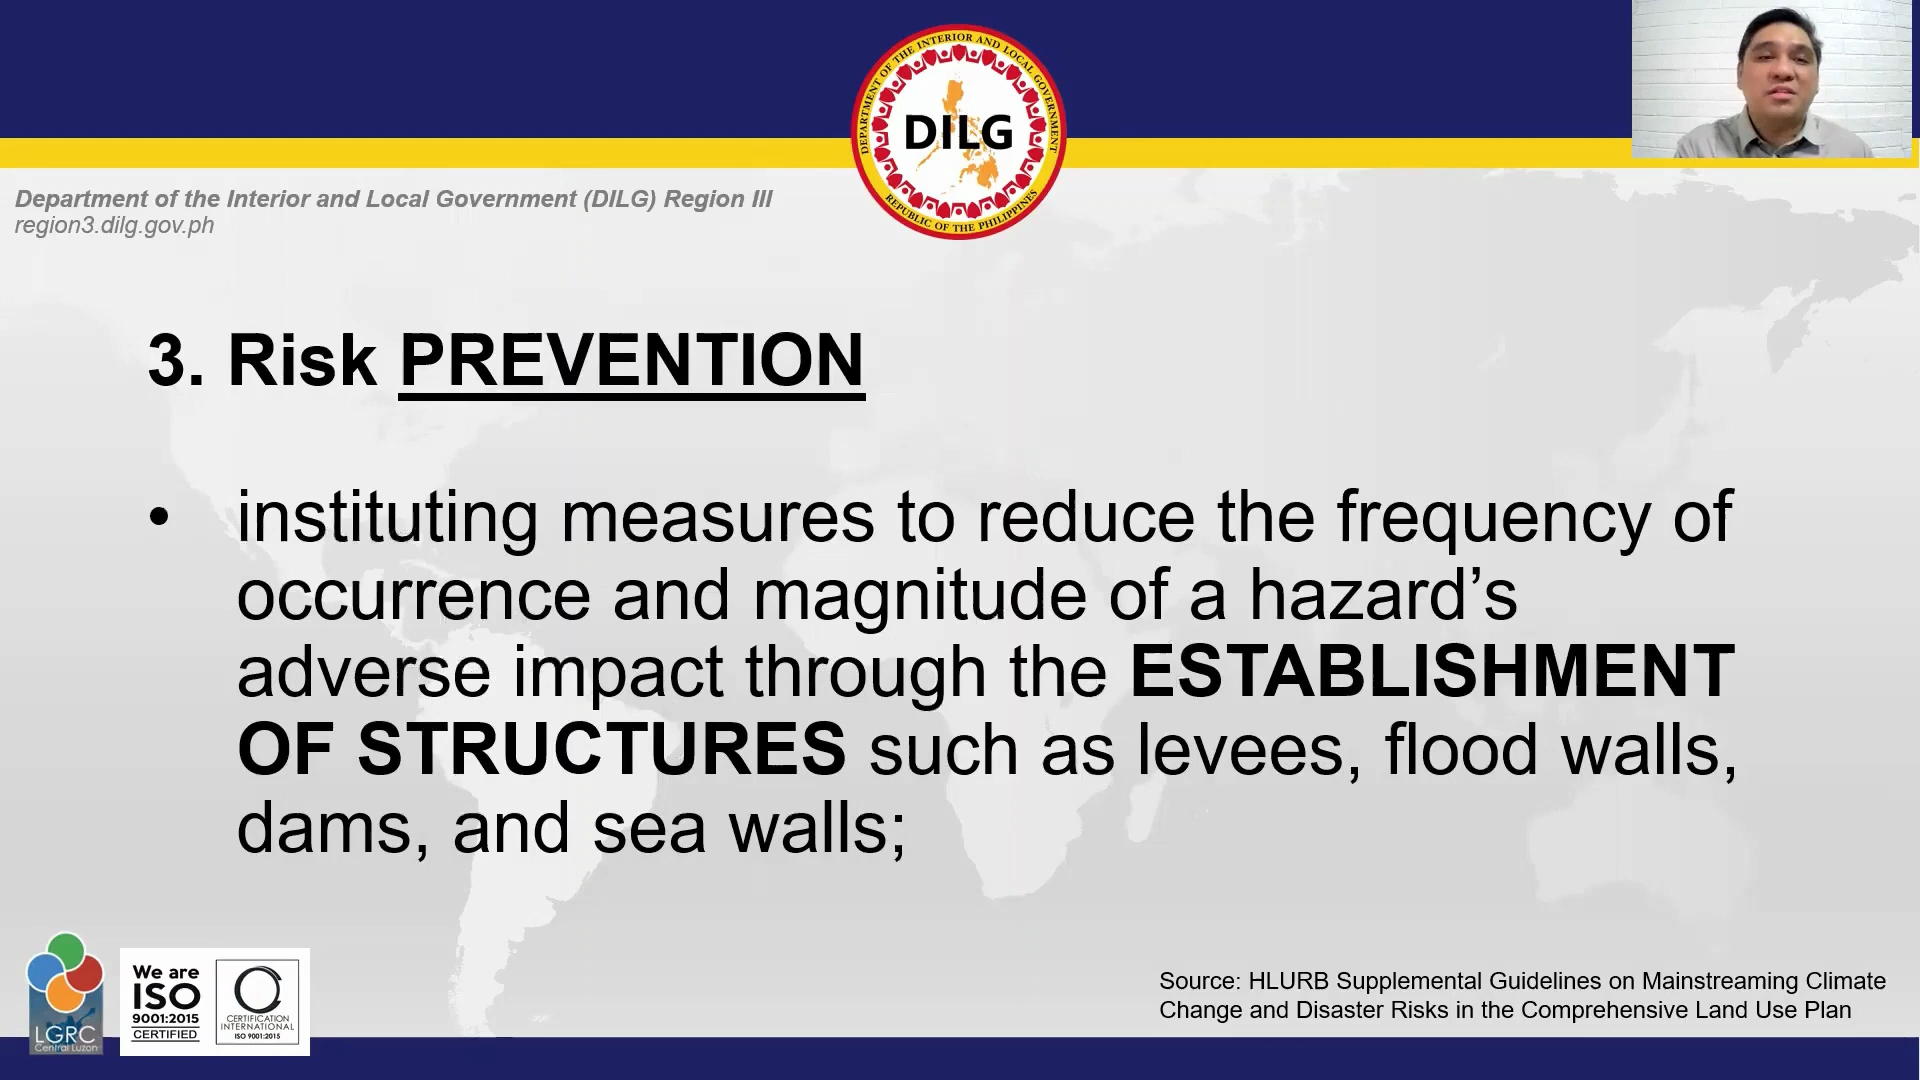 DEPARTMENT OF THE INTERIOR AND LOCAL GOVERNMENT
DILG
REPUBLIC OF THE PHILIPPINES
Department of the Interior and Local Government (DILG) Region III
region3.dilg.gov.ph
3. Risk PREVENTION
• instituting measures to reduce the frequency of
occurrence and magnitude of a hazard’s
adverse impact through the ESTABLISHMENT
OF STRUCTURES such as levees, flood walls,
dams, and sea walls;
LGRC
Central Luzon
We are
ISO
9001:2015
CERTIFIED
CERTIFICATION
INTERNATIONAL
ISO 9001:2015
Source: HLURB Supplemental Guidelines on Mainstreaming Climate
Change and Disaster Risks in the Comprehensive Land Use Plan